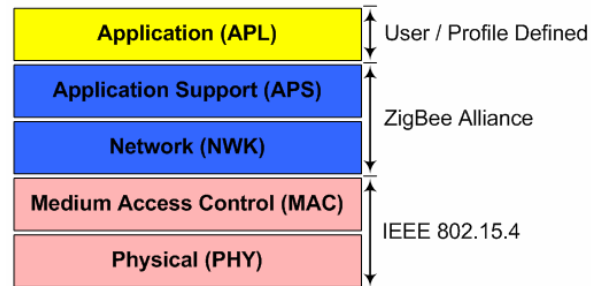 Application (APL)
User / Profile Defined
Application Support (APS)
ZigBee Alliance
Network (NWK)
Medium Access Control (MAC)
IEEE 802.15.4
Physical (PHY)